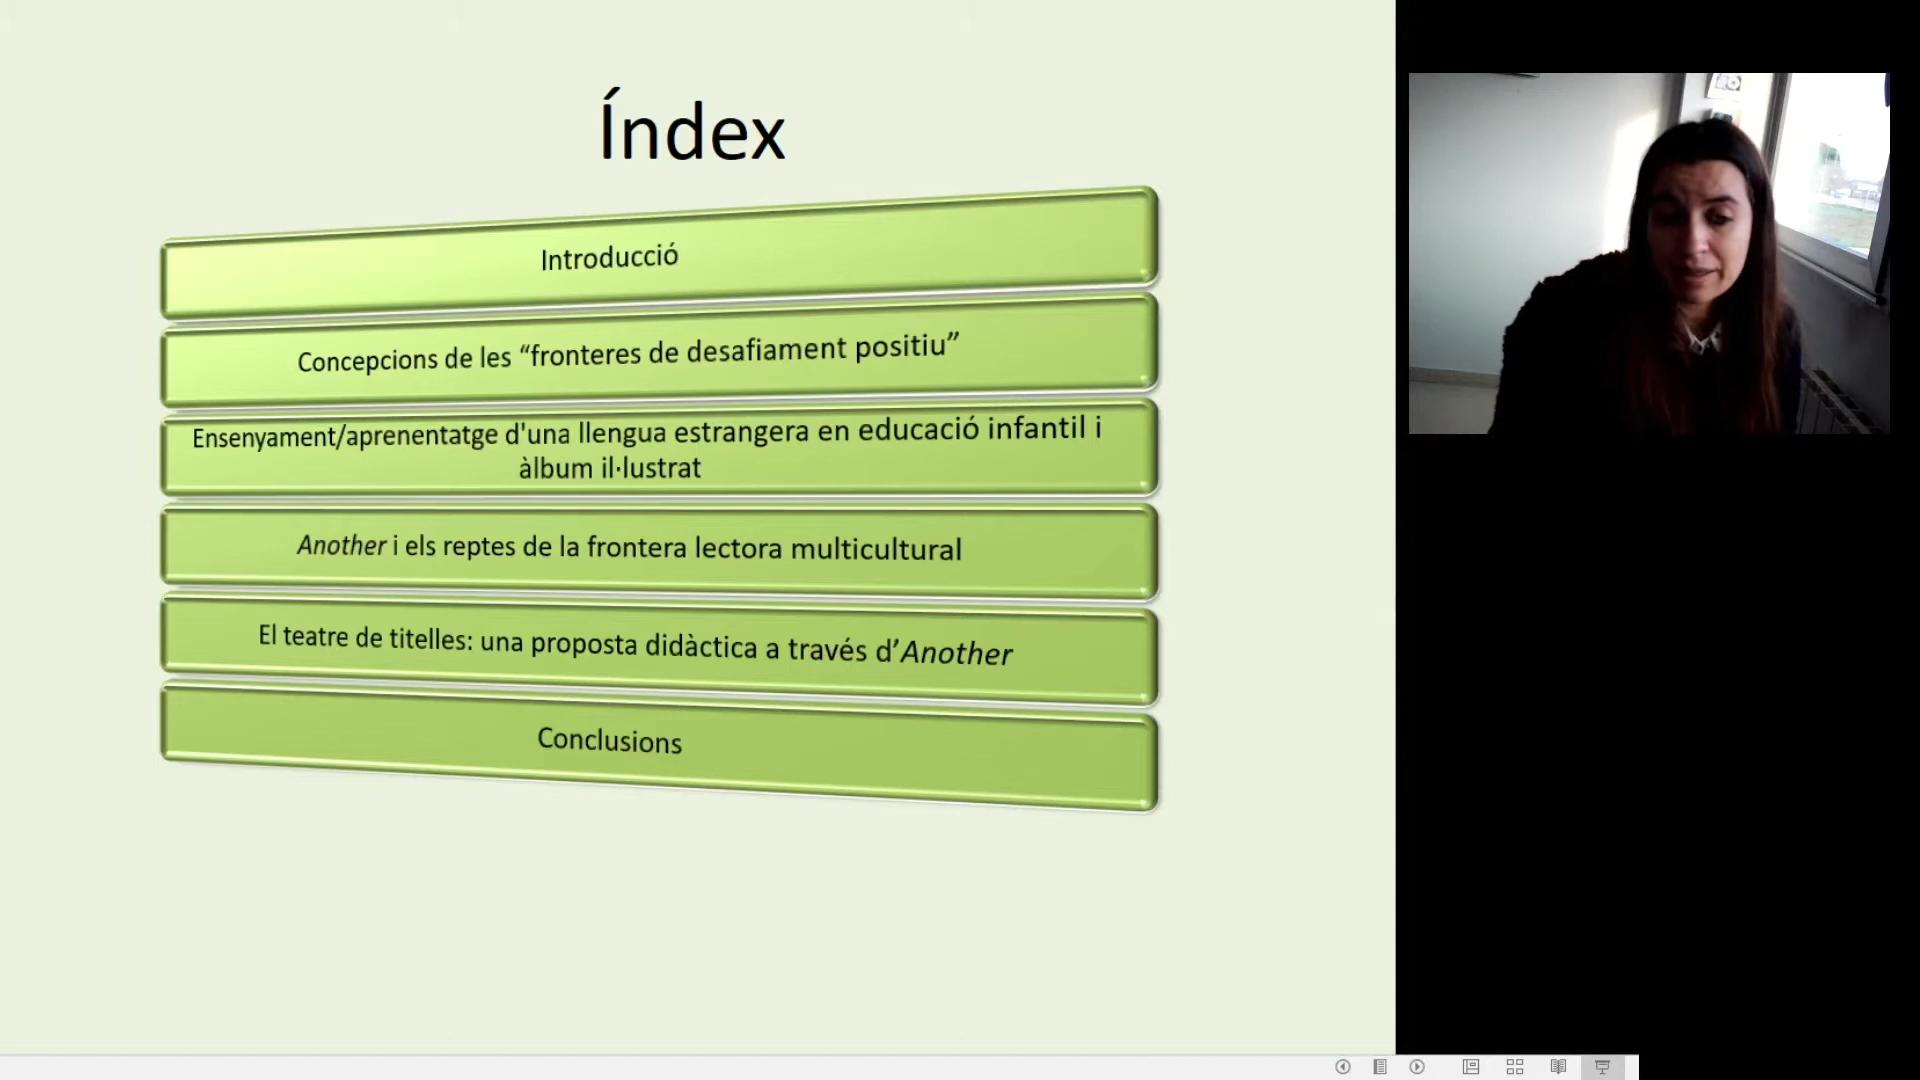 Índex
Introducció
Concepcions de les “fronteres de desafiament positiu”
Ensenyament/aprenentatge d'una llengua estrangera en educació infantil i
àlbum il·lustrat
Another i els reptes de la frontera lectora multicultural
El teatre de titelles: una proposta didàctica a través d’Another
Conclusions